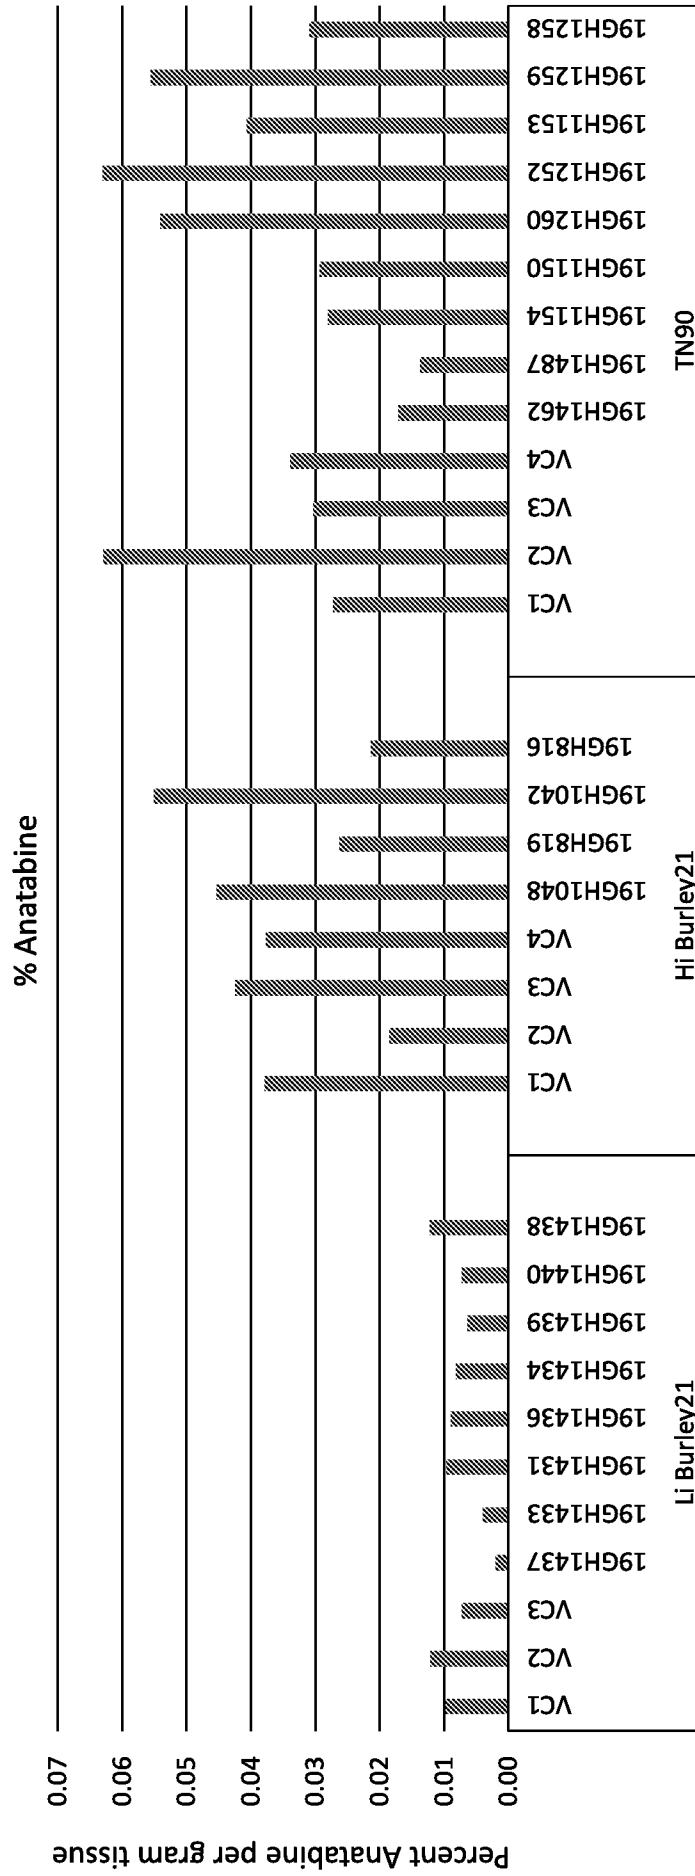 % Anatabine
Percent Anatabine per gram tissue
0.07
0.06
0.05
0.04
0.03
0.02
0.01
0.00
VC1
VC2
VC3
19GH1437
19GH1433
19GH1431
19GH1436
19GH1434
19GH1439
19GH1440
19GH1438
VC1
VC2
VC3
VC4
19GH1048
19GH819
19GH1042
19GH816
VC1
VC2
VC3
VC4
19GH1462
19GH1487
19GH1154
19GH1150
19GH1260
19GH1252
19GH1153
19GH1259
19GH1258
Li Burley21
Hi Burley21
TN90